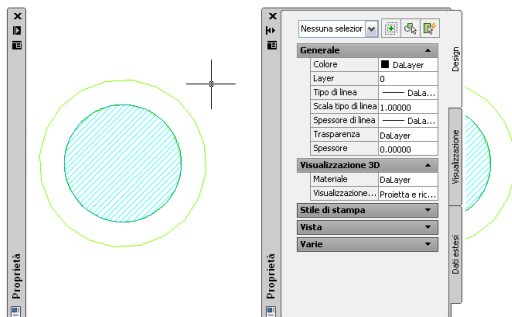 Proprietà
Nessuna selezior
Generale
Colore DaLayer
Layer 0
Tipo di linea DaLa...
Scala tipo di linea 1.00000
Spessore di linea DaLa...
Trasparenza DaLayer
Spessore 0.00000
Visualizzazione 3D
Materiale DaLayer
Visualizzazione... Proietta e ric...
Stile di stampa
Vista
Varie
Design
Visualizzazione
Dati estesi
Proprietà